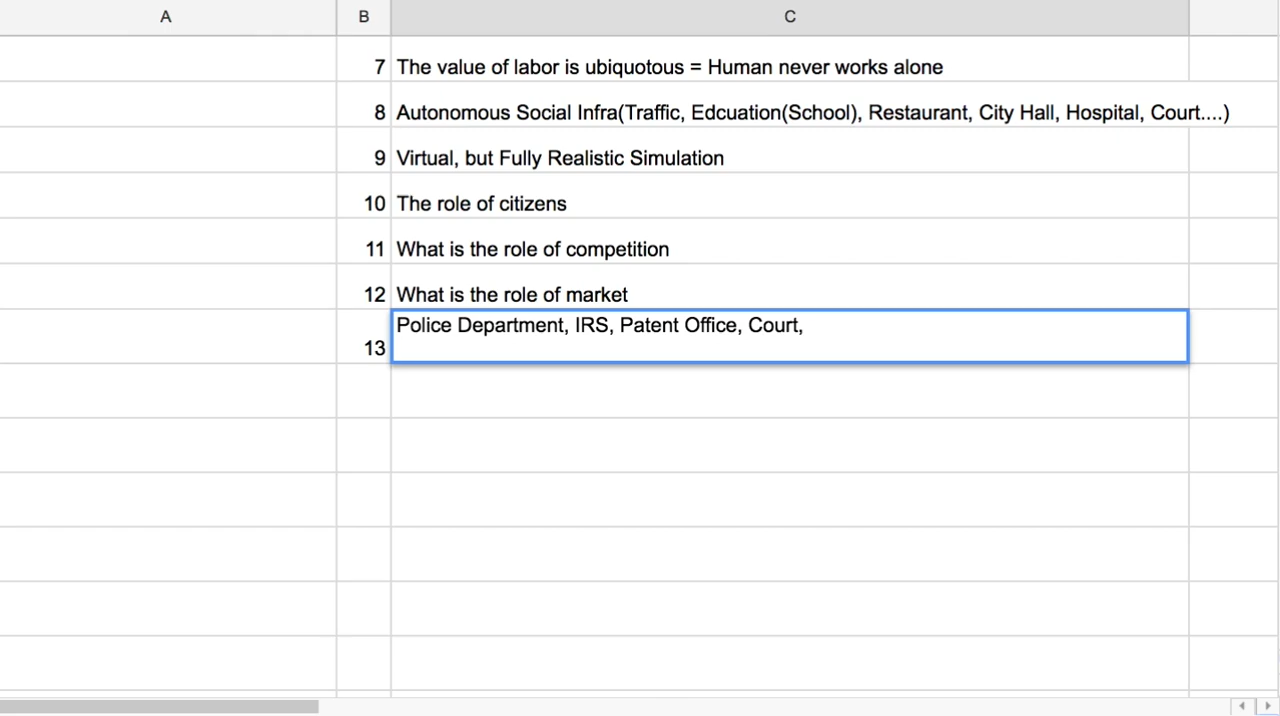 A B C
7 The value of labor is ubiquotous = Human never works alone
8 Autonomous Social Infra(Traffic, Edcuation(School), Restaurant, City Hall, Hospital, Court....)
9 Virtual, but Fully Realistic Simulation
10 The role of citizens
11 What is the role of competition
12 What is the role of market
13 Police Department, IRS, Patent Office, Court,